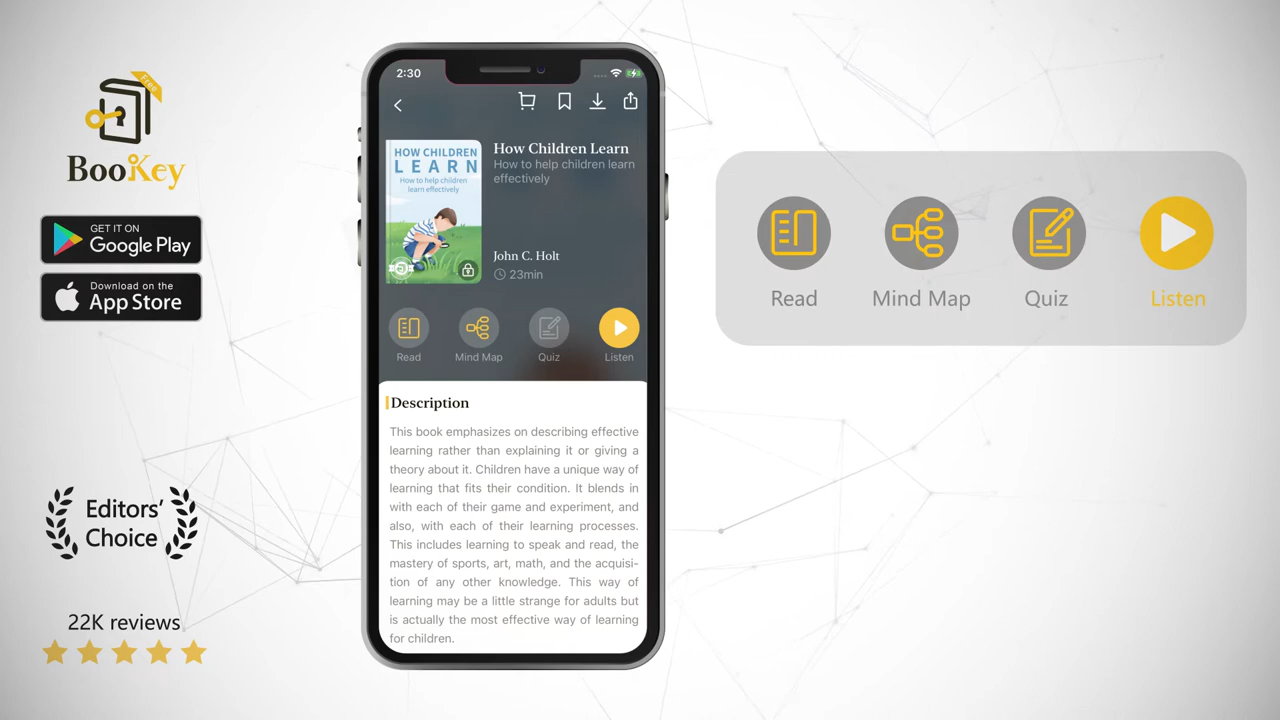 Free
BooKey
GET IT ON
Google Play
Download on the
App Store
Editors'
Choice
22K reviews
2:30
HOW CHILDREN
LEARN
How to help children
learn effectively
How Children Learn
How to help children learn
effectively
John C. Holt
23min
Read
Mind Map
Quiz
Listen
Description
This book emphasizes on describing effective
learning rather than explaining it or giving a
theory about it. Children have a unique way of
learning that fits their condition. It blends in
with each of their game and experiment, and
also, with each of their learning processes.
This includes learning to speak and read, the
mastery of sports, art, math, and the acquisi-
tion of any other knowledge. This way of
learning may be a little strange for adults but
is actually the most effective way of learning
for children.
Read
Mind Map
Quiz
Listen